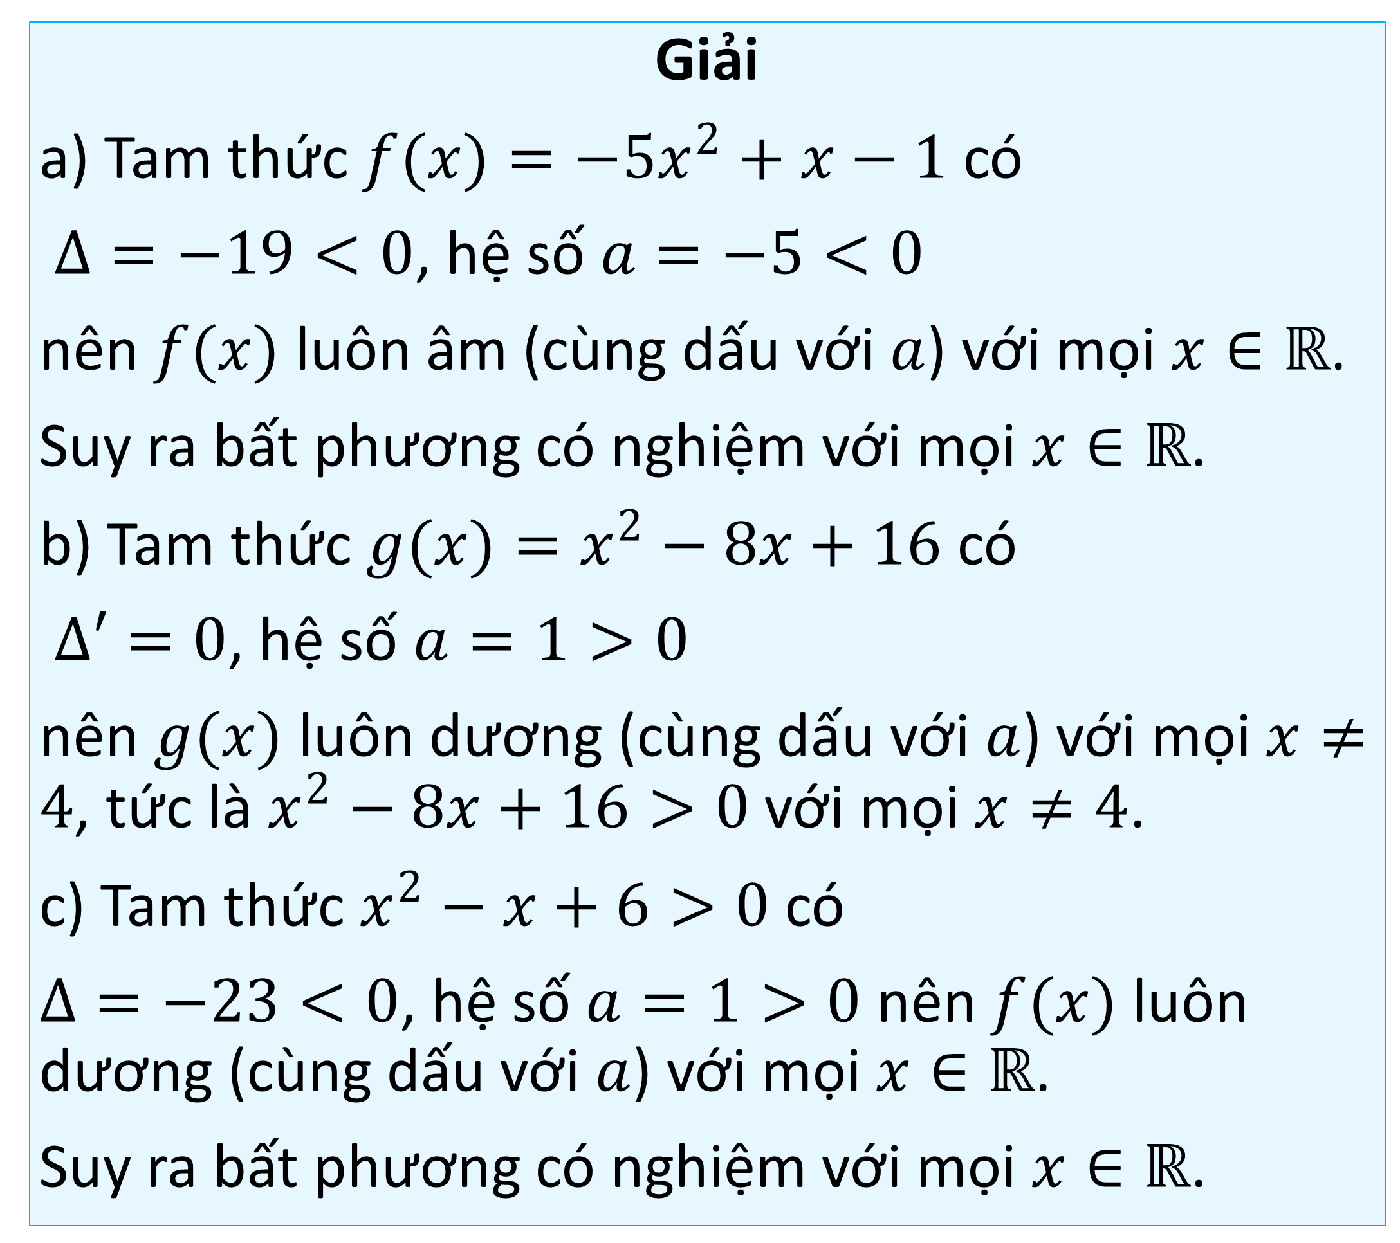 Giải
a) Tam thức f(x) = −5x² + x − 1 có
Δ = −19 < 0, hệ số a = −5 < 0
nên f(x) luôn âm (cùng dấu với a) với mọi x ∈ ℝ.
Suy ra bất phương có nghiệm với mọi x ∈ ℝ.
b) Tam thức g(x) = x² − 8x + 16 có
Δ′ = 0, hệ số a = 1 > 0
nên g(x) luôn dương (cùng dấu với a) với mọi x ≠
4, tức là x² − 8x + 16 > 0 với mọi x ≠ 4.
c) Tam thức x² − x + 6 > 0 có
Δ = −23 < 0, hệ số a = 1 > 0 nên f(x) luôn
dương (cùng dấu với a) với mọi x ∈ ℝ.
Suy ra bất phương có nghiệm với mọi x ∈ ℝ.